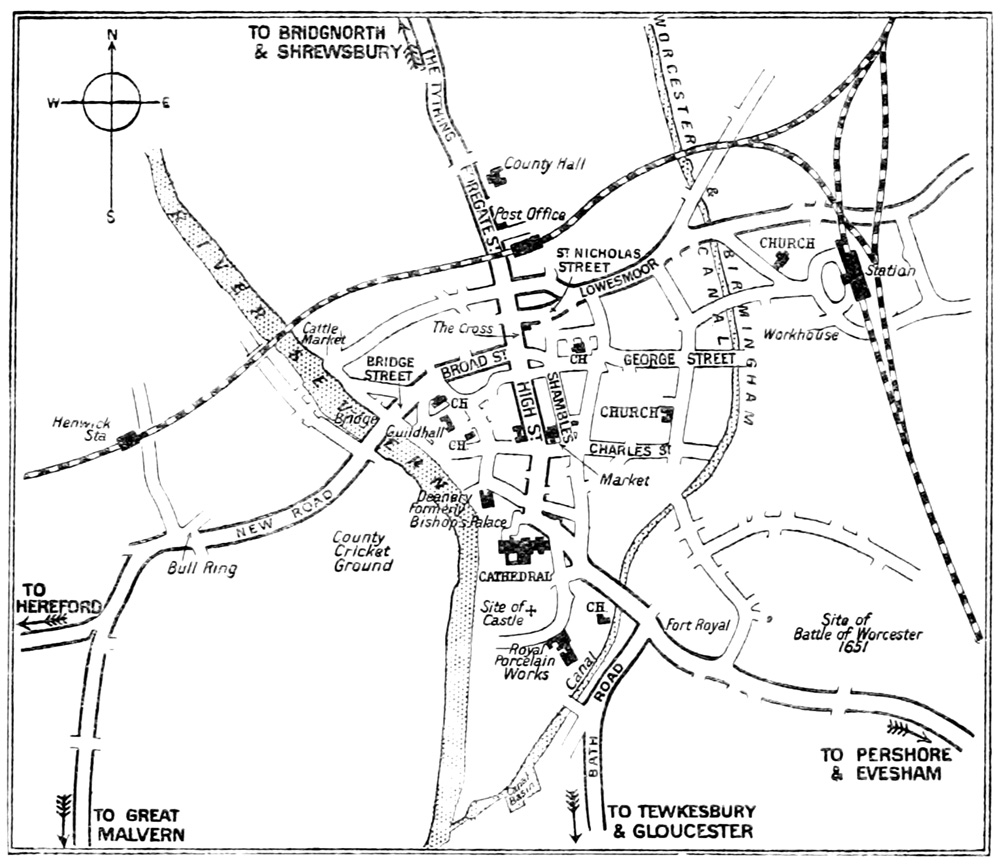 TO BRIDGNORTH
& SHREWSBURY
N
W
E
S
THE TYTHING
WORCESTER
&
BIRMINGHAM
CANAL
County Hall
FOREGATE ST.
Post Office
ST. NICHOLAS
STREET
LOWESMOOR
CHURCH
Station
RIVER
SEVERN
Cattle
Market
The Cross
Workhouse
BRIDGE
STREET
BROAD ST.
CH
GEORGE STREET
SHAMBLES
HIGH ST.
CH
Bridge
Guildhall
CH
CHURCH
Henwick
Sta
CHARLES ST.
Market
Deanery
Formerly
Bishop's Palace
NEW ROAD
County
Cricket
Ground
Bull Ring
CATHEDRAL
TO
HEREFORD
Site of
Castle
CH
Fort Royal
Site of
Battle of Worcester
1651
Royal
Porcelain
Works
Canal
BATH ROAD
Canal
Basin
TO PERSHORE
& EVESHAM
TO GREAT
MALVERN
TO TEWKESBURY
& GLOUCESTER